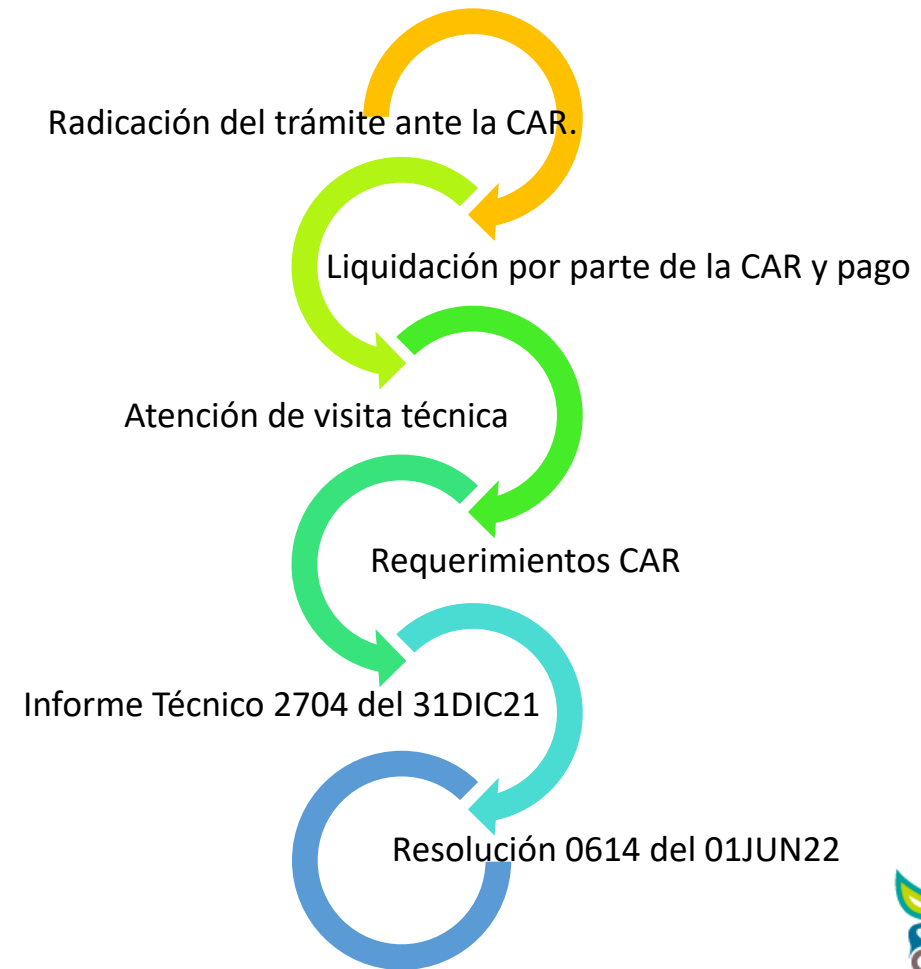 Radicación del trámite ante la CAR.
Liquidación por parte de la CAR y pago
Atención de visita técnica
Requerimientos CAR
Informe Técnico 2704 del 31DIC21
Resolución 0614 del 01JUN22